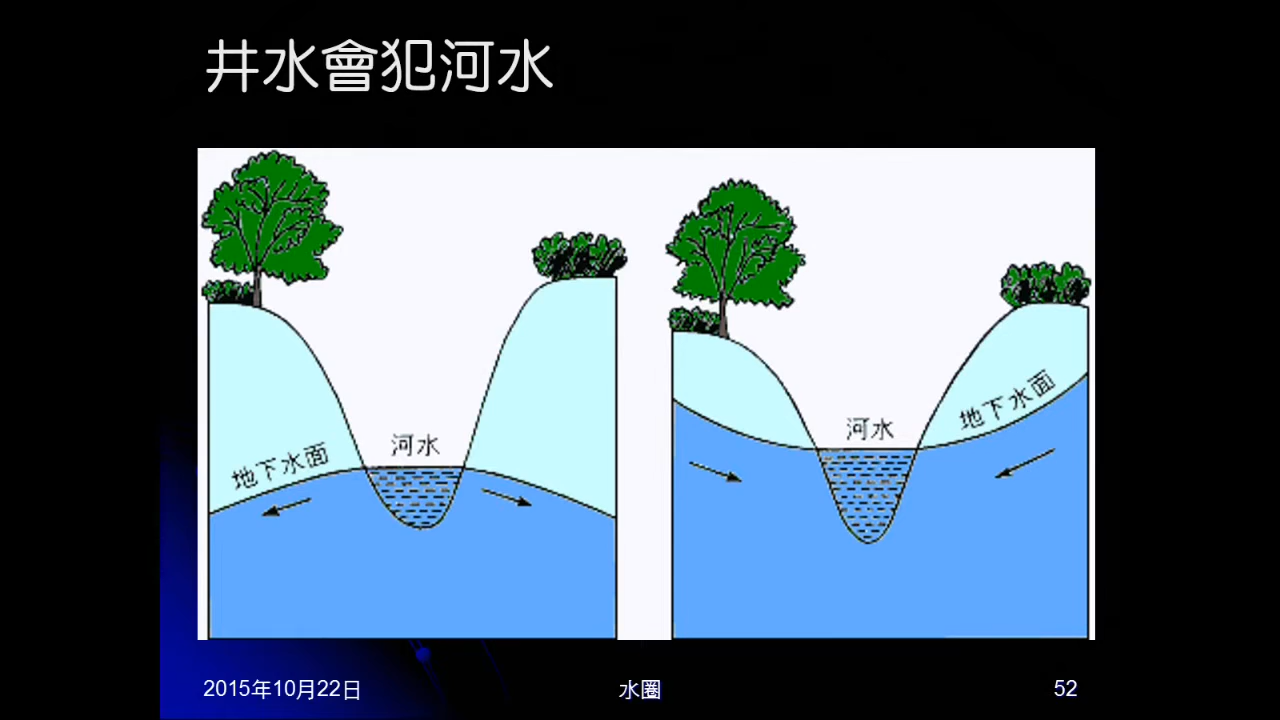 井水會犯河水
河水
地下水面
河水
地下水面
2015年10月22日
水圈
52